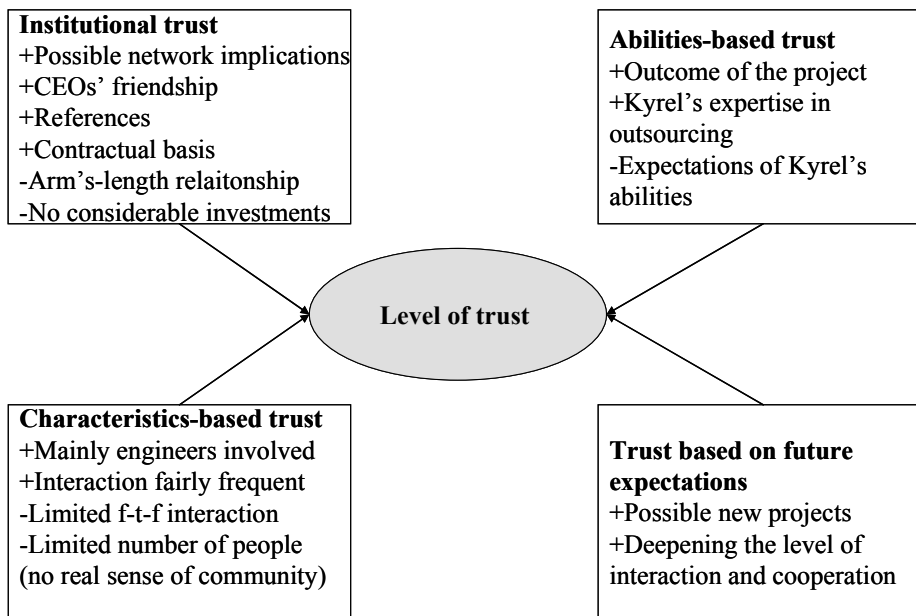 Institutional trust
+Possible network implications
+CEOs’ friendship
+References
+Contractual basis
-Arm’s-length relaitonship
-No considerable investments
Abilities-based trust
+Outcome of the project
+Kyrel’s expertise in
outsourcing
-Expectations of Kyrel’s
abilities
Level of trust
Characteristics-based trust
+Mainly engineers involved
+Interaction fairly frequent
-Limited f-t-f interaction
-Limited number of people
(no real sense of community)
Trust based on future
expectations
+Possible new projects
+Deepening the level of
interaction and cooperation